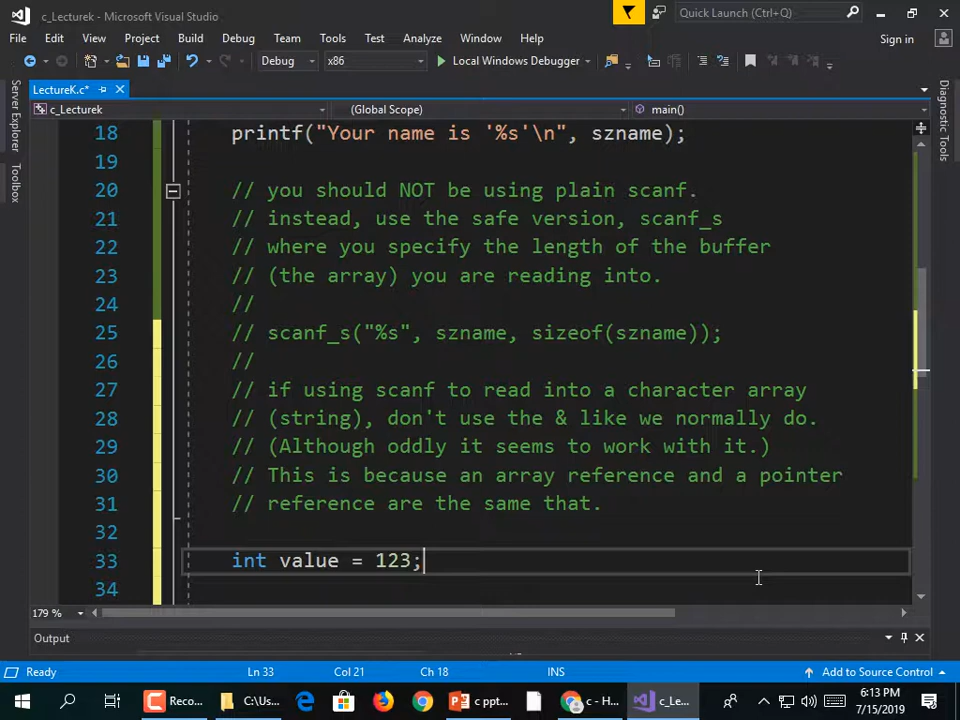 c_Lecturek - Microsoft Visual Studio
Quick Launch (Ctrl+Q)
File Edit View Project Build Debug Team Tools Test Analyze Window Help
Sign in
Debug x86 Local Windows Debugger
LectureK.c*
c_Lecturek (Global Scope) main()
Server Explorer
Toolbox
Diagnostic Tools
18 printf("Your name is '%s'\n", szname);
19
20 // you should NOT be using plain scanf.
21 // instead, use the safe version, scanf_s
22 // where you specify the length of the buffer
23 // (the array) you are reading into.
24 //
25 // scanf_s("%s", szname, sizeof(szname));
26 //
27 // if using scanf to read into a character array
28 // (string), don't use the & like we normally do.
29 // (Although oddly it seems to work with it.)
30 // This is because an array reference and a pointer
31 // reference are the same that.
32
33 int value = 123;
34
179 %
Output
Ready Ln 33 Col 21 Ch 18 INS Add to Source Control
Reco... C:\Us... c ppt... c - H... c_Le... 6:13 PM
7/15/2019